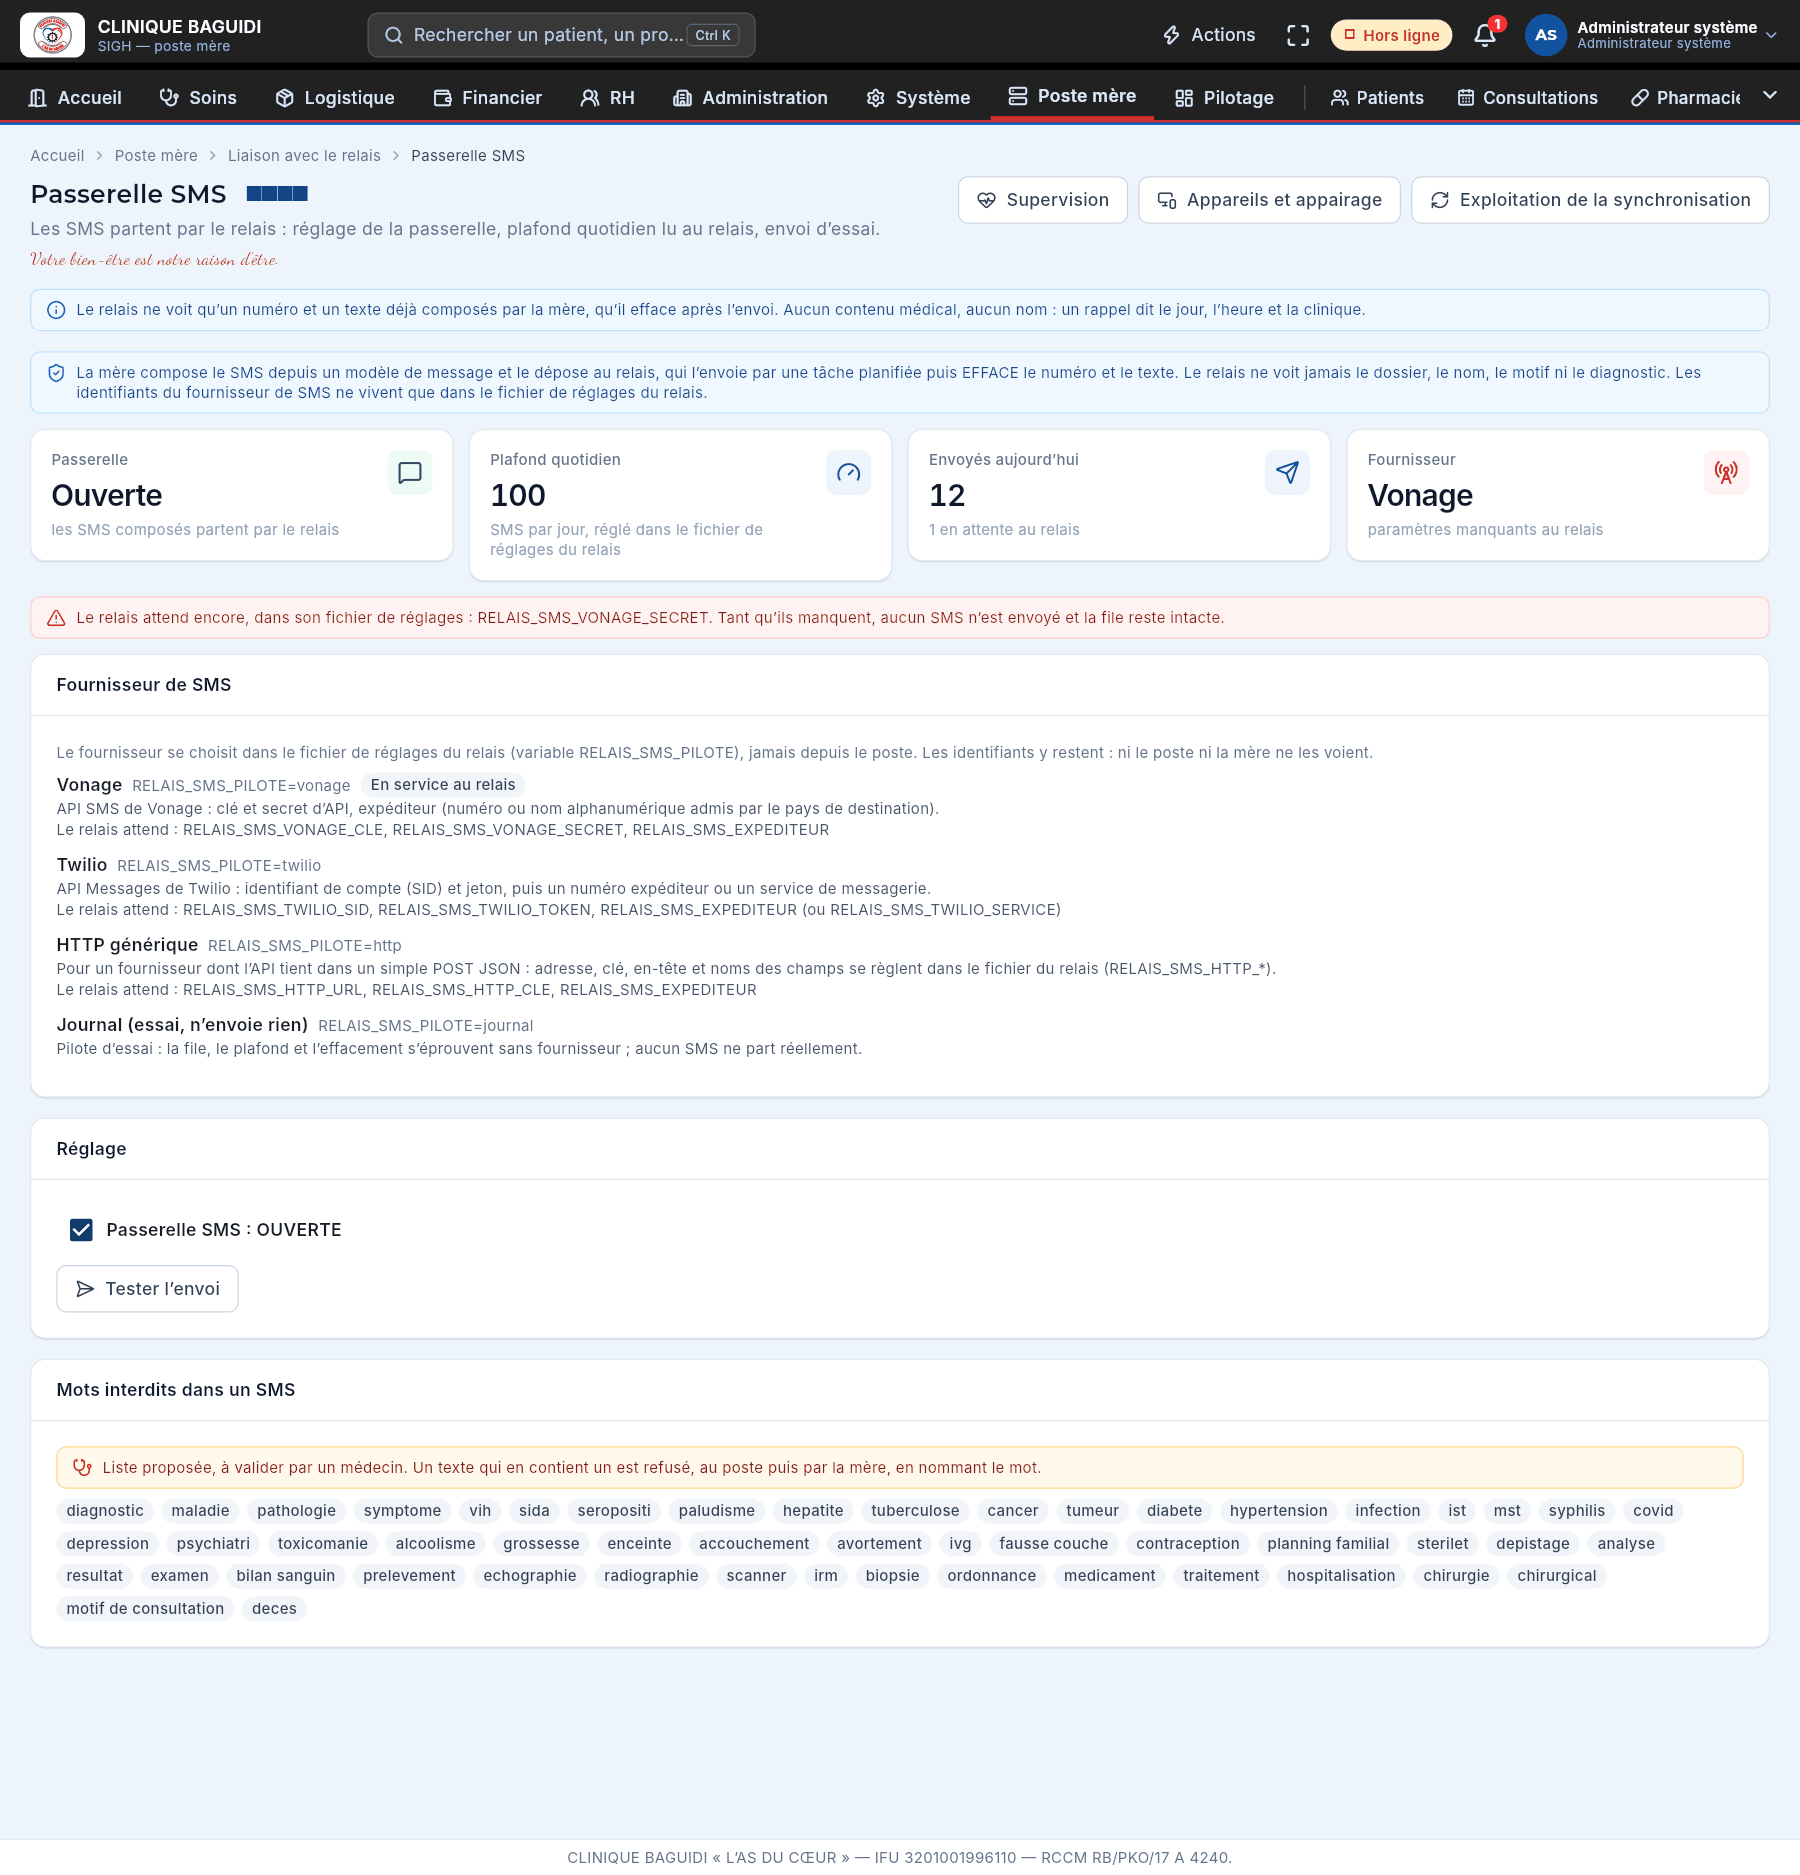 CLINIQUE BAGUIDI
SIGH — poste mère
Rechercher un patient, un pro... Ctrl K
Actions
Hors ligne
1
AS
Administrateur système
Administrateur système
Accueil
Soins
Logistique
Financier
RH
Administration
Système
Poste mère
Pilotage
Patients
Consultations
Pharmacie
Accueil > Poste mère > Liaison avec le relais > Passerelle SMS
Passerelle SMS
Supervision
Appareils et appairage
Exploitation de la synchronisation
Les SMS partent par le relais : réglage de la passerelle, plafond quotidien lu au relais, envoi d’essai.
Votre bien-être est notre raison d'être.
Le relais ne voit qu’un numéro et un texte déjà composés par la mère, qu’il efface après l’envoi. Aucun contenu médical, aucun nom : un rappel dit le jour, l’heure et la clinique.
La mère compose le SMS depuis un modèle de message et le dépose au relais, qui l’envoie par une tâche planifiée puis EFFACE le numéro et le texte. Le relais ne voit jamais le dossier, le nom, le motif ni le diagnostic. Les
identifiants du fournisseur de SMS ne vivent que dans le fichier de réglages du relais.
Passerelle
Ouverte
les SMS composés partent par le relais
Plafond quotidien
100
SMS par jour, réglé dans le fichier de
réglages du relais
Envoyés aujourd’hui
12
1 en attente au relais
Fournisseur
Vonage
paramètres manquants au relais
Le relais attend encore, dans son fichier de réglages : RELAIS_SMS_VONAGE_SECRET. Tant qu’ils manquent, aucun SMS n’est envoyé et la file reste intacte.
Fournisseur de SMS
Le fournisseur se choisit dans le fichier de réglages du relais (variable RELAIS_SMS_PILOTE), jamais depuis le poste. Les identifiants y restent : ni le poste ni la mère ne les voient.
Vonage RELAIS_SMS_PILOTE=vonage En service au relais
API SMS de Vonage : clé et secret d’API, expéditeur (numéro ou nom alphanumérique admis par le pays de destination).
Le relais attend : RELAIS_SMS_VONAGE_CLE, RELAIS_SMS_VONAGE_SECRET, RELAIS_SMS_EXPEDITEUR
Twilio RELAIS_SMS_PILOTE=twilio
API Messages de Twilio : identifiant de compte (SID) et jeton, puis un numéro expéditeur ou un service de messagerie.
Le relais attend : RELAIS_SMS_TWILIO_SID, RELAIS_SMS_TWILIO_TOKEN, RELAIS_SMS_EXPEDITEUR (ou RELAIS_SMS_TWILIO_SERVICE)
HTTP générique RELAIS_SMS_PILOTE=http
Pour un fournisseur dont l’API tient dans un simple POST JSON : adresse, clé, en-tête et noms des champs se règlent dans le fichier du relais (RELAIS_SMS_HTTP_*).
Le relais attend : RELAIS_SMS_HTTP_URL, RELAIS_SMS_HTTP_CLE, RELAIS_SMS_EXPEDITEUR
Journal (essai, n’envoie rien) RELAIS_SMS_PILOTE=journal
Pilote d’essai : la file, le plafond et l’effacement s’éprouvent sans fournisseur ; aucun SMS ne part réellement.
Réglage
Passerelle SMS : OUVERTE
Tester l’envoi
Mots interdits dans un SMS
Liste proposée, à valider par un médecin. Un texte qui en contient un est refusé, au poste puis par la mère, en nommant le mot.
diagnostic maladie pathologie symptome vih sida seropositi paludisme hepatite tuberculose cancer tumeur diabete hypertension infection ist mst syphilis covid
depression psychiatri toxicomanie alcoolisme grossesse enceinte accouchement avortement ivg fausse couche contraception planning familial sterilet depistage analyse
resultat examen bilan sanguin prelevement echographie radiographie scanner irm biopsie ordonnance medicament traitement hospitalisation chirurgie chirurgical
motif de consultation deces
CLINIQUE BAGUIDI « L’AS DU CŒUR » — IFU 3201001996110 — RCCM RB/PKO/17 A 4240.